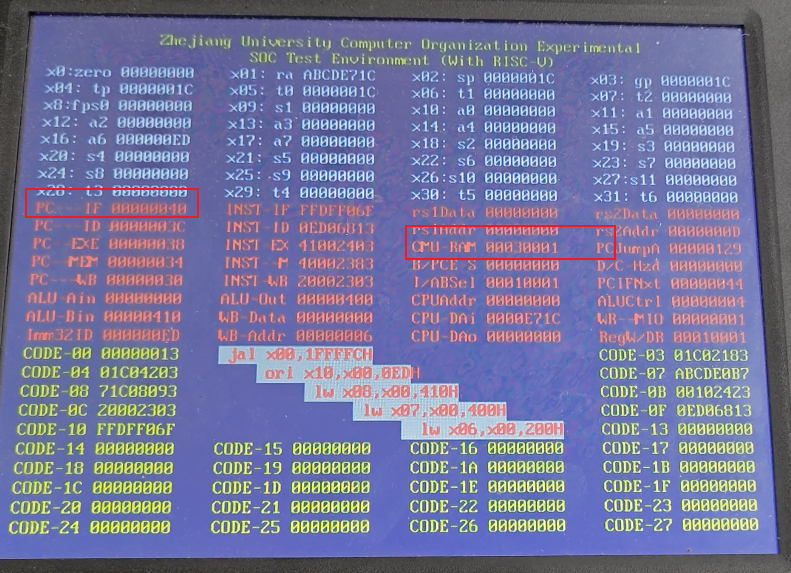 Zhejiang University Computer Organization Experimental
SOC Test Environment (With RISC-V)
x0:zero 00000000 x01: ra ABCDE71C x02: sp 0000001C x03: gp 0000001C
x04: tp 0000001C x05: t0 0000001C x06: t1 00000000 x07: t2 00000000
x8:fps0 00000000 x09: s1 00000000 x10: a0 00000000 x11: a1 00000000
x12: a2 00000000 x13: a3 00000000 x14: a4 00000000 x15: a5 00000000
x16: a6 000000ED x17: a7 00000000 x18: s2 00000000 x19: s3 00000000
x20: s4 00000000 x21: s5 00000000 x22: s6 00000000 x23: s7 00000000
x24: s8 00000000 x25: s9 00000000 x26:s10 00000000 x27:s11 00000000
x28: t3 00000000 x29: t4 00000000 x30: t5 00000000 x31: t6 00000000
PC---IF 00000040 INST-IF FFDFF06F rs1Data 00000000 rs2Data 00000000
PC---ID 0000003C INST-ID 0ED06813 rs1Addr 00000000 rs2Addr 0000000D
PC--EXE 00000038 INST-EX 41002403 CMU-RAM 00030001 PCJumpA 00000129
PC--MEM 00000034 INST--M 40002383 B/PCE-S 00000000 D/C-Hzd 00000000
PC---WB 00000030 INST-WB 20002303 I/ABSel 00010001 PCIFNxt 00000044
ALU-Ain 00000000 ALU-Out 00000400 CPUAddr 00000000 ALUCtrl 00000004
ALU-Bin 00000410 WB-Data 00000000 CPU-DAi 0000E71C WR--MIO 00000000
Imm32ID 000000ED WB-Addr 00000006 CPU-DAo 00000000 RegW/DR 00010001
CODE-00 00000013 jal x00,1FFFFCH CODE-03 01C02183
CODE-04 01C04203 ori x10,x00,0EDH CODE-07 ABCDE0B7
CODE-08 71C08093 lw x08,x00,410H CODE-0B 00102423
CODE-0C 20002303 lw x07,x00,400H CODE-0F 0ED06813
CODE-10 FFDFF06F lw x06,x00,200H CODE-13 00000000
CODE-14 00000000 CODE-15 00000000 CODE-16 00000000 CODE-17 00000000
CODE-18 00000000 CODE-19 00000000 CODE-1A 00000000 CODE-1B 00000000
CODE-1C 00000000 CODE-1D 00000000 CODE-1E 00000000 CODE-1F 00000000
CODE-20 00000000 CODE-21 00000000 CODE-22 00000000 CODE-23 00000000
CODE-24 00000000 CODE-25 00000000 CODE-26 00000000 CODE-27 00000000